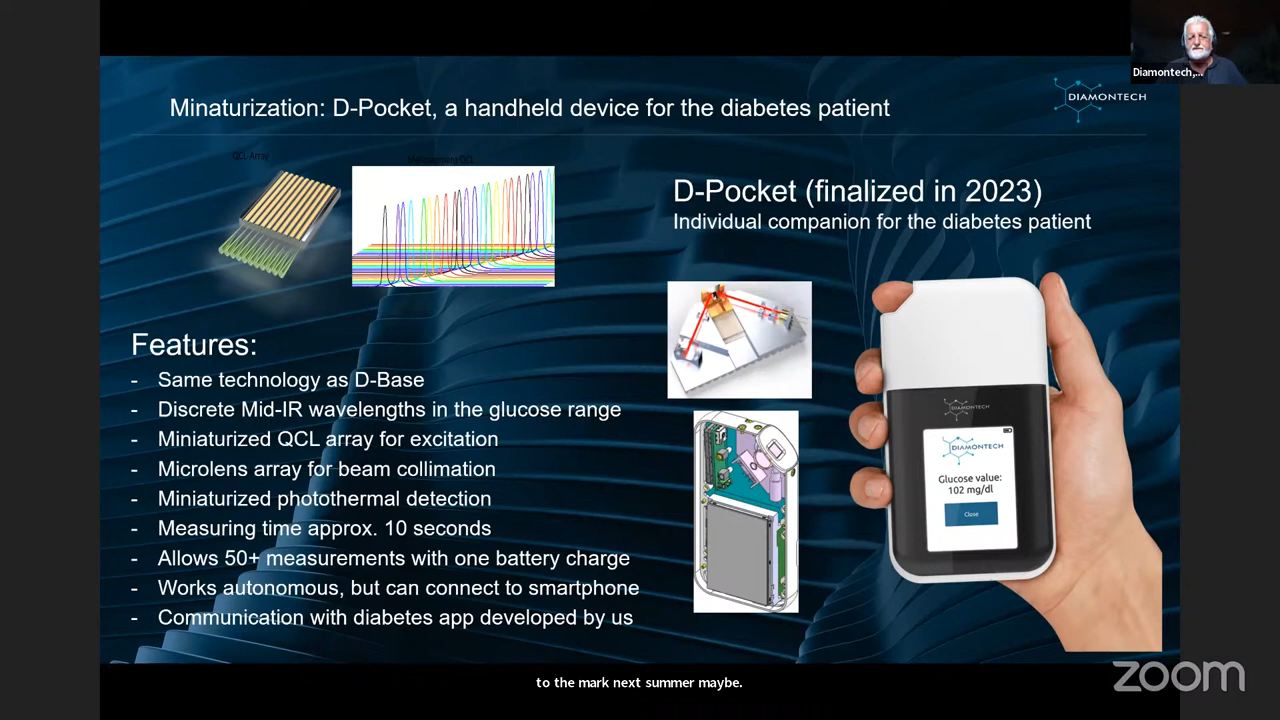 Diamontech,...
Minaturization: D-Pocket, a handheld device for the diabetes patient
DIAMONTECH
QCL-Array
D-Pocket (finalized in 2023)
Individual companion for the diabetes patient
Features:
- Same technology as D-Base
- Discrete Mid-IR wavelengths in the glucose range
- Miniaturized QCL array for excitation
- Microlens array for beam collimation
- Miniaturized photothermal detection
- Measuring time approx. 10 seconds
- Allows 50+ measurements with one battery charge
- Works autonomous, but can connect to smartphone
- Communication with diabetes app developed by us
DIAMONTECH
DIAMONTECH
Glucose value:
102 mg/dl
Close
to the mark next summer maybe.
zoom